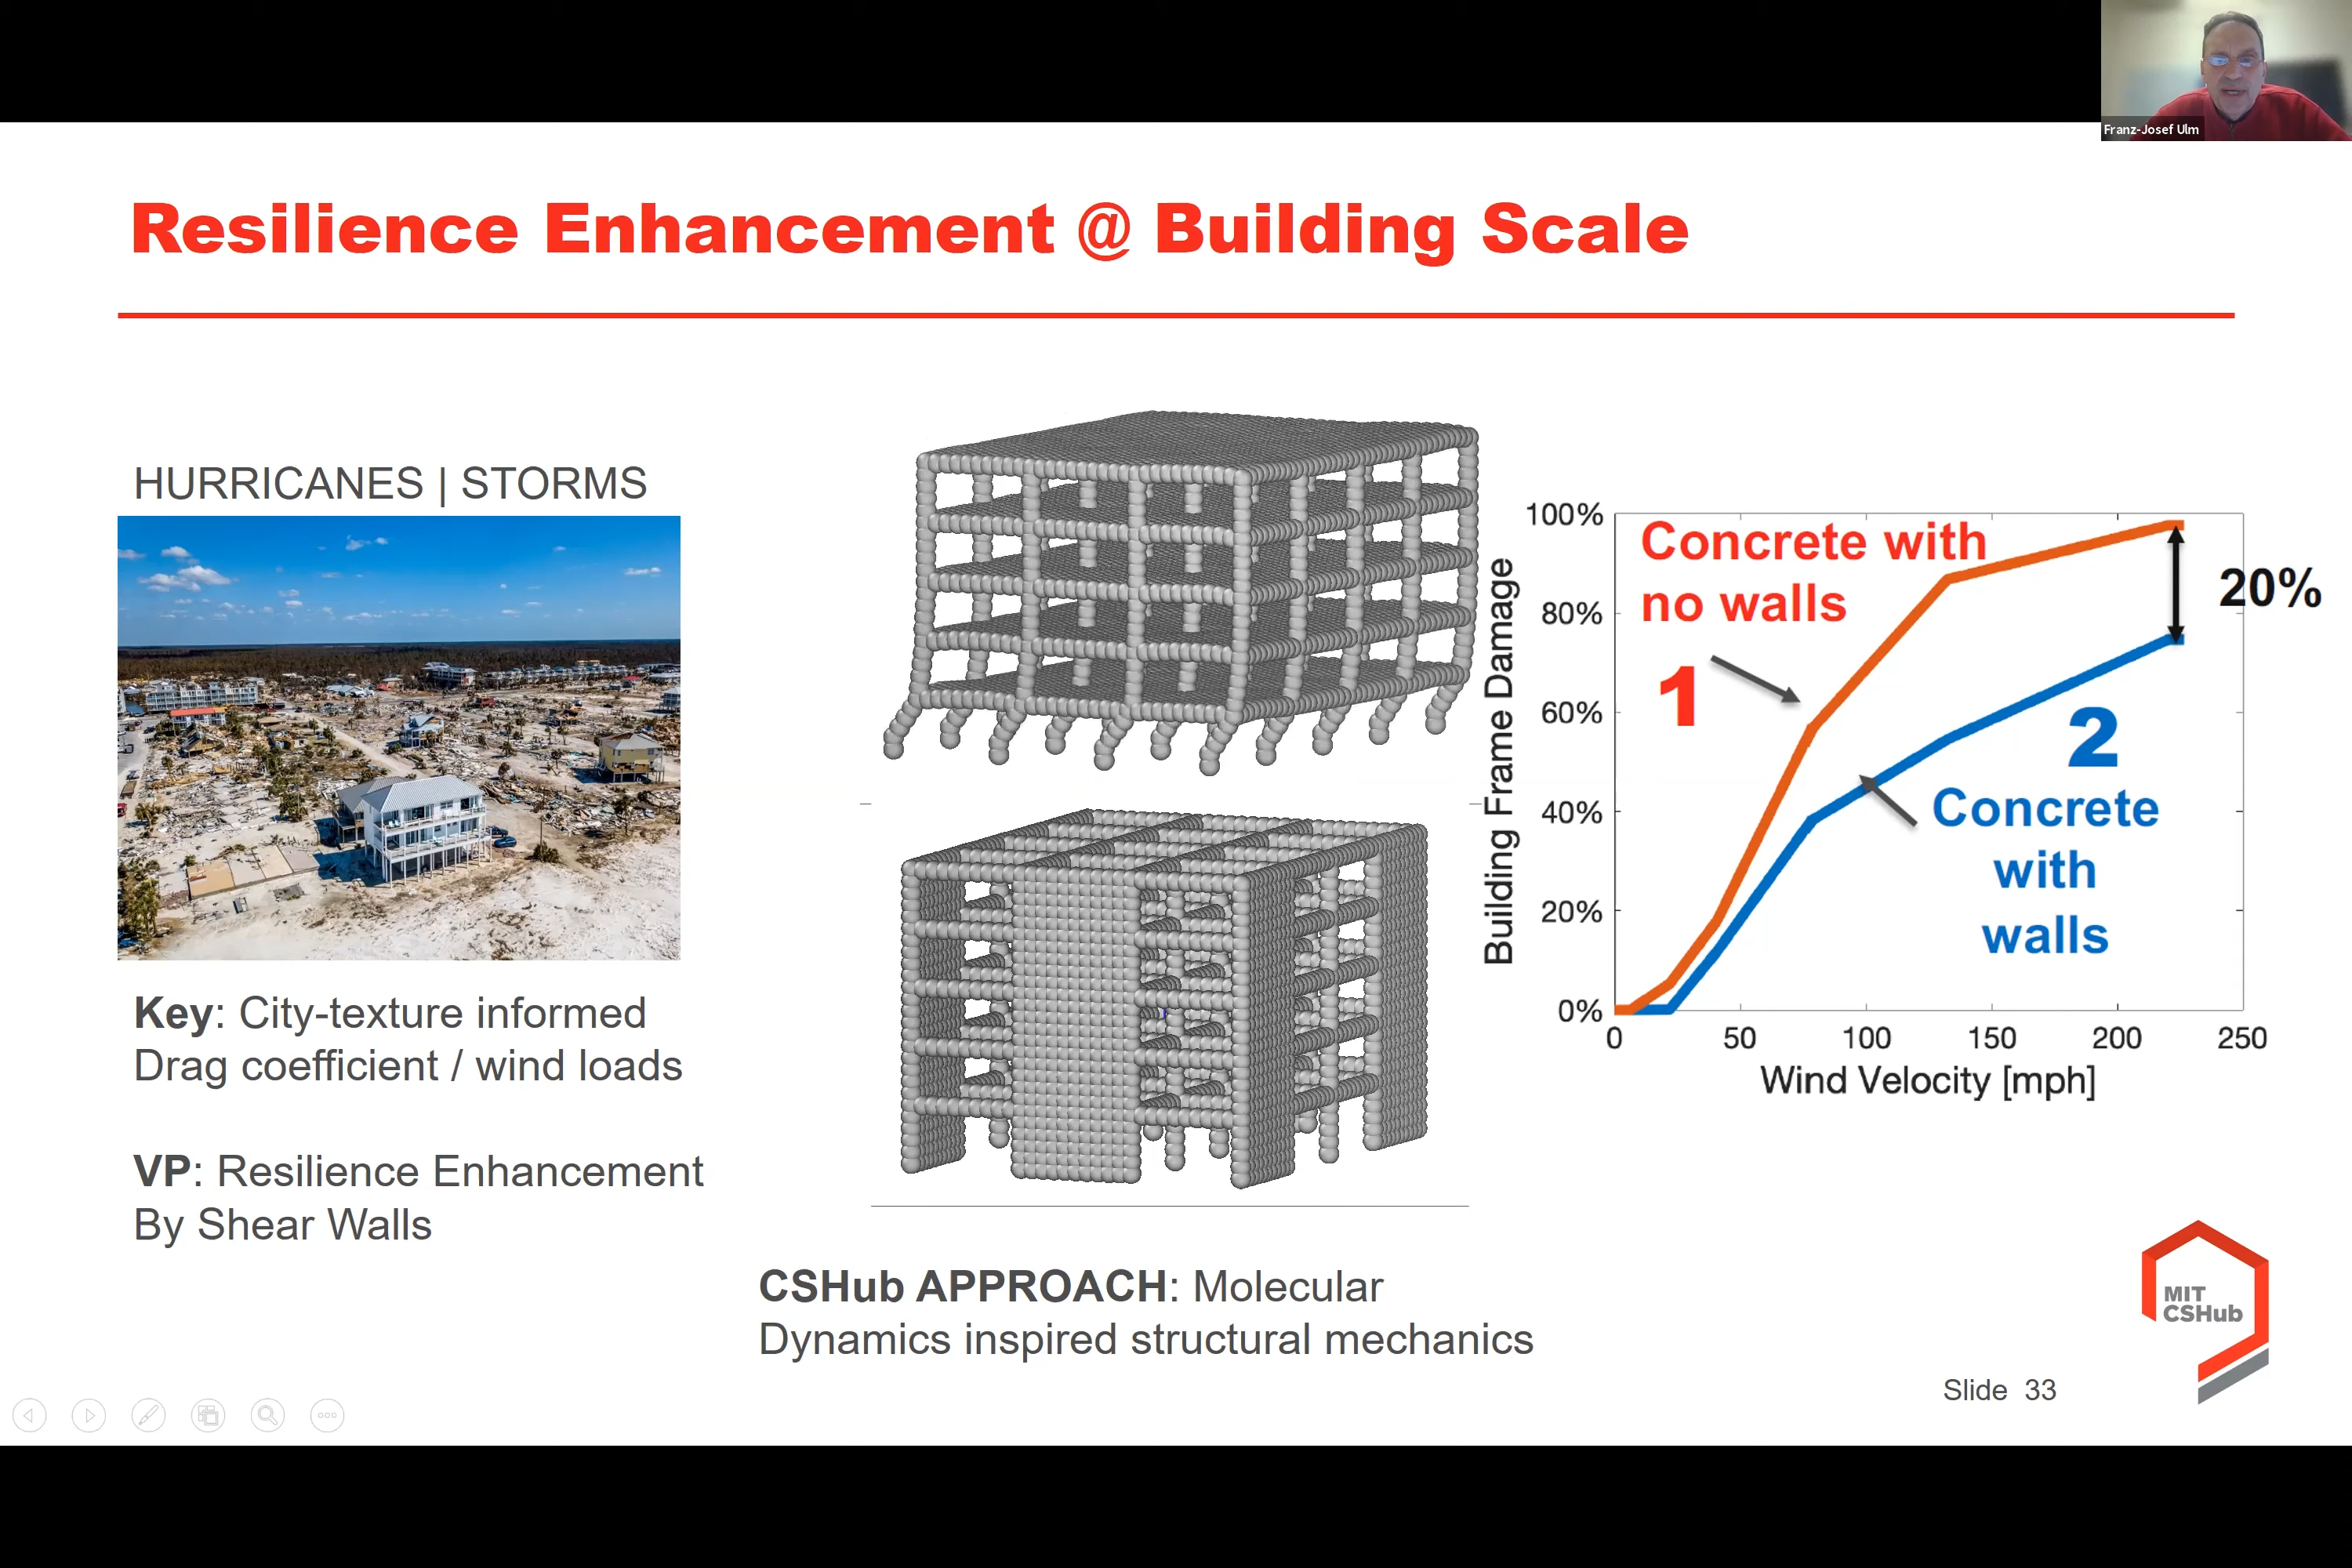 Franz-Josef Ulm
Resilience Enhancement @ Building Scale
HURRICANES | STORMS
Key: City-texture informed
Drag coefficient / wind loads
VP: Resilience Enhancement
By Shear Walls
CSHub APPROACH: Molecular
Dynamics inspired structural mechanics
Building Frame Damage
100%
80%
60%
40%
20%
0%
Concrete with
no walls
1
20%
2
Concrete
with
walls
0 50 100 150 200 250
Wind Velocity [mph]
MIT
CSHub
Slide 33